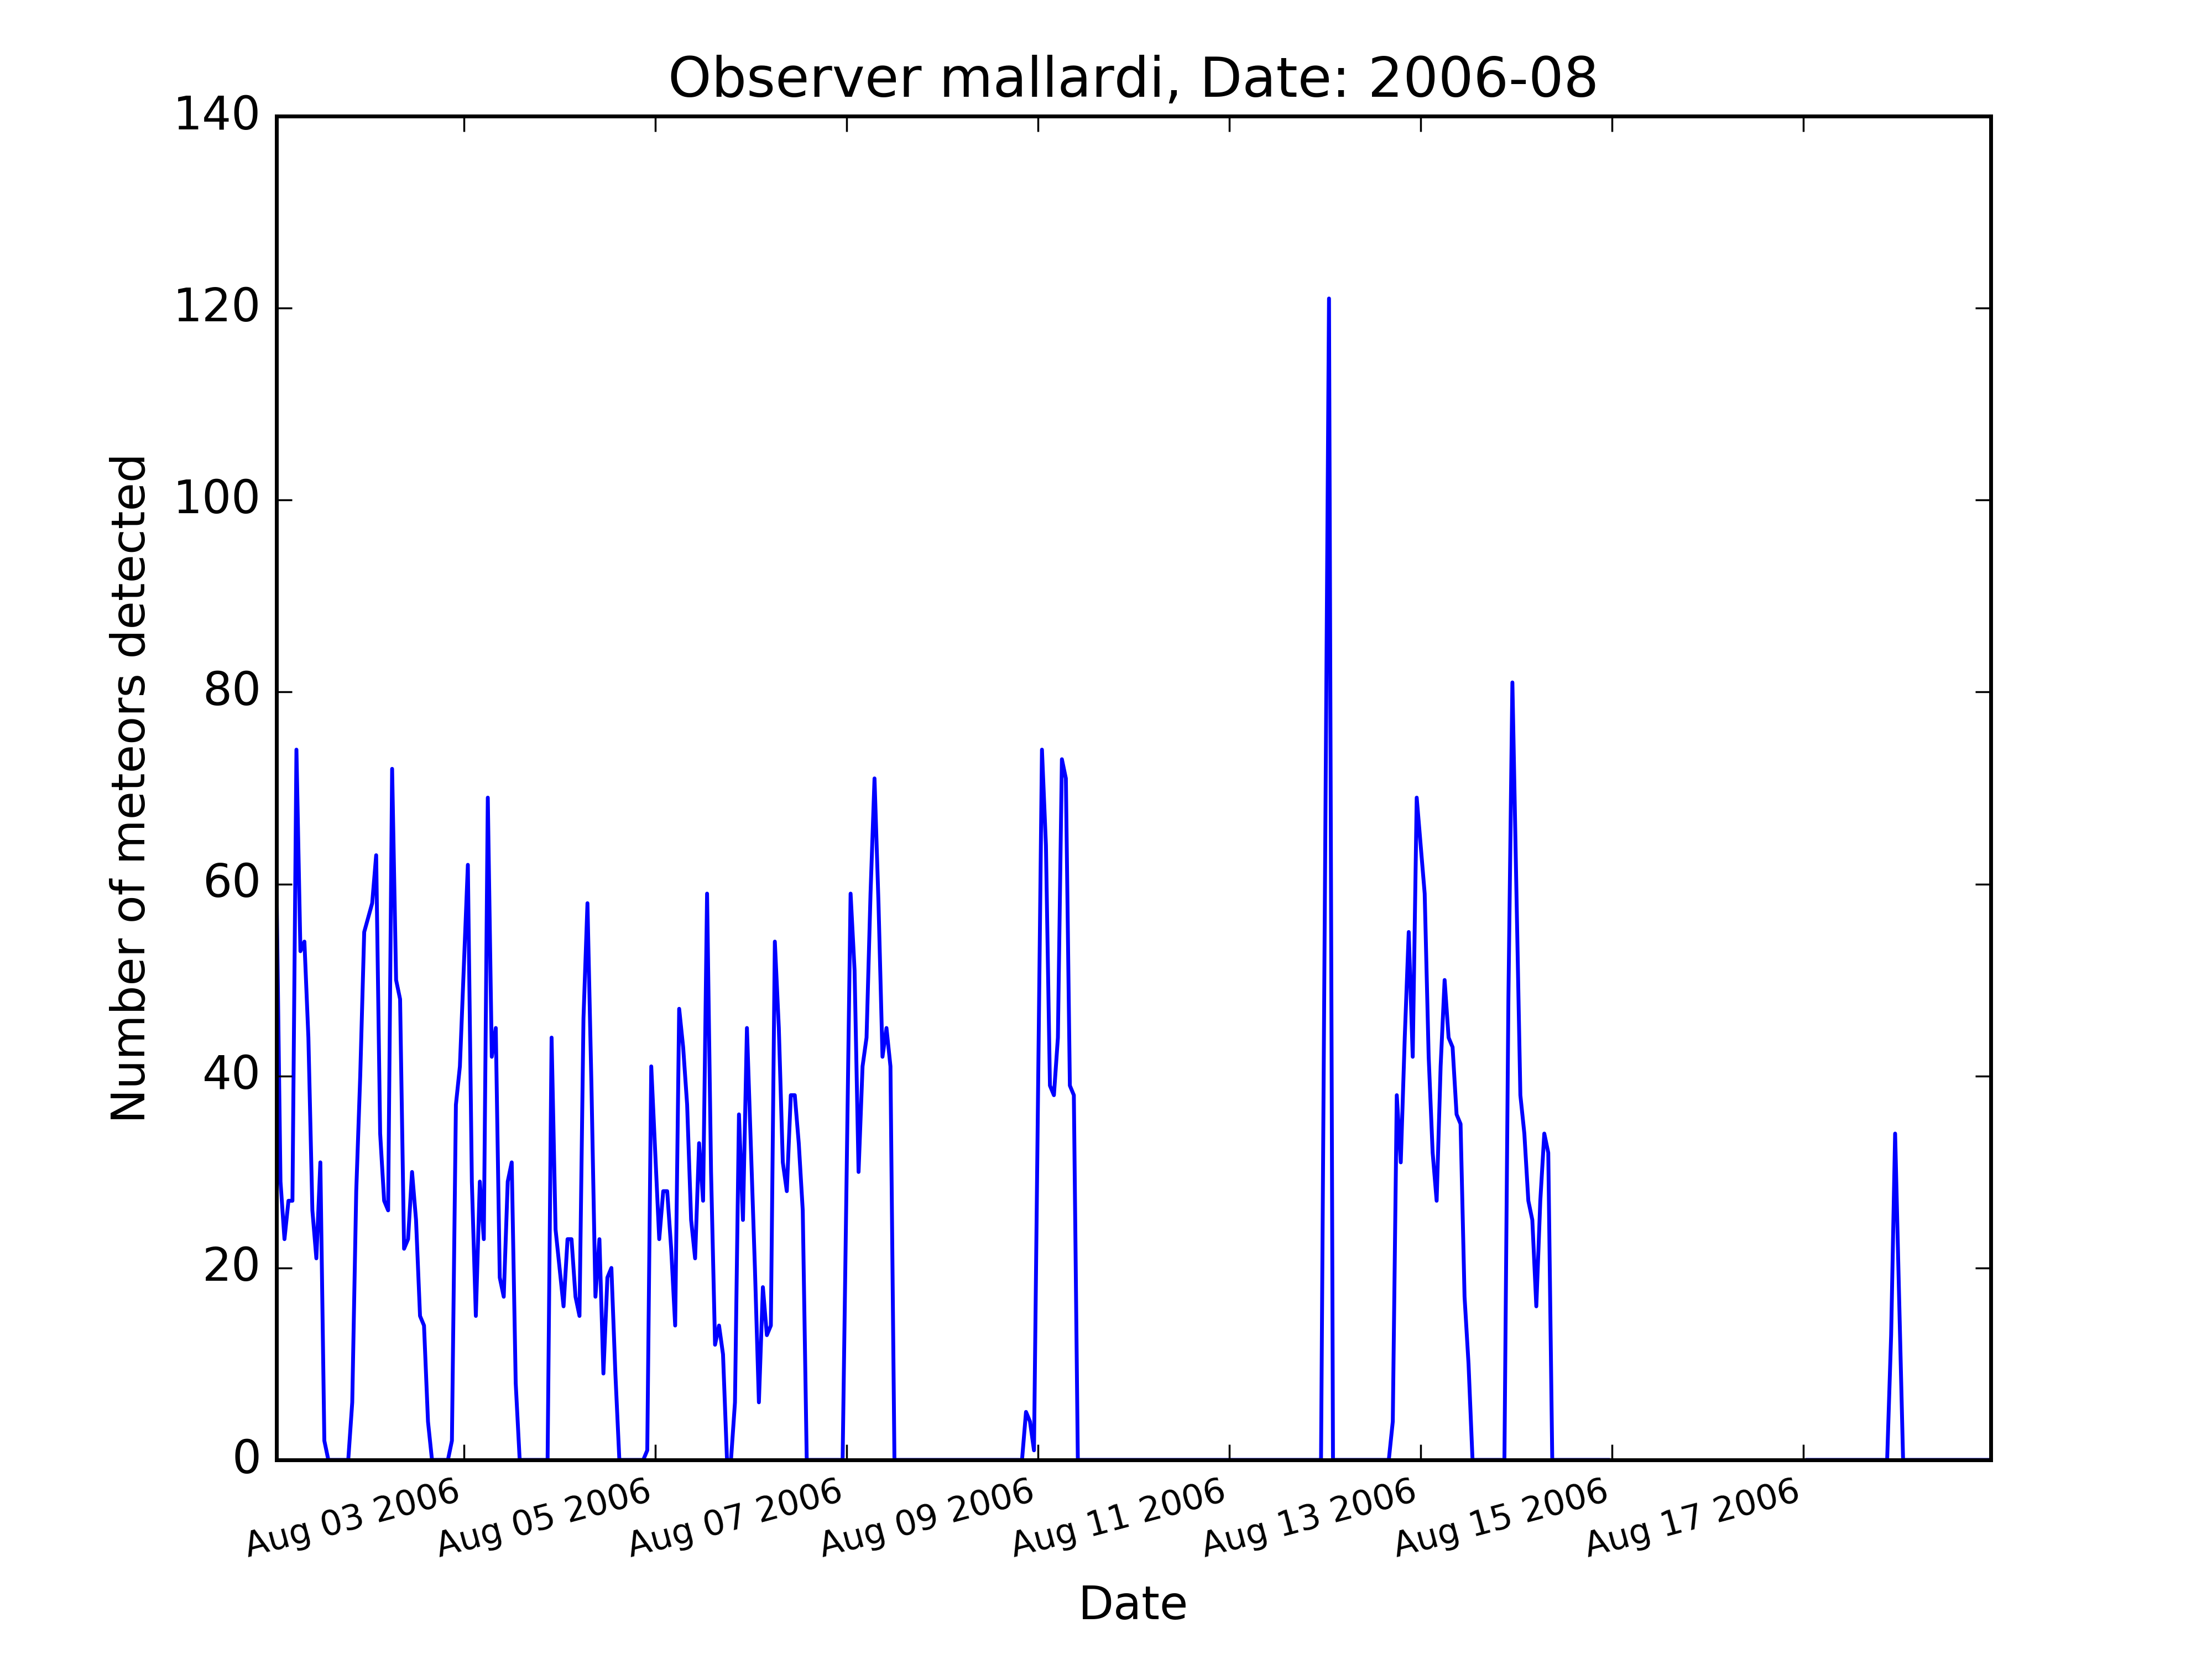 Observer mallardi, Date: 2006-08
Number of meteors detected
140
120
100
80
60
40
20
0
Aug 03 2006
Aug 05 2006
Aug 07 2006
Aug 09 2006
Aug 11 2006
Aug 13 2006
Aug 15 2006
Aug 17 2006
Date